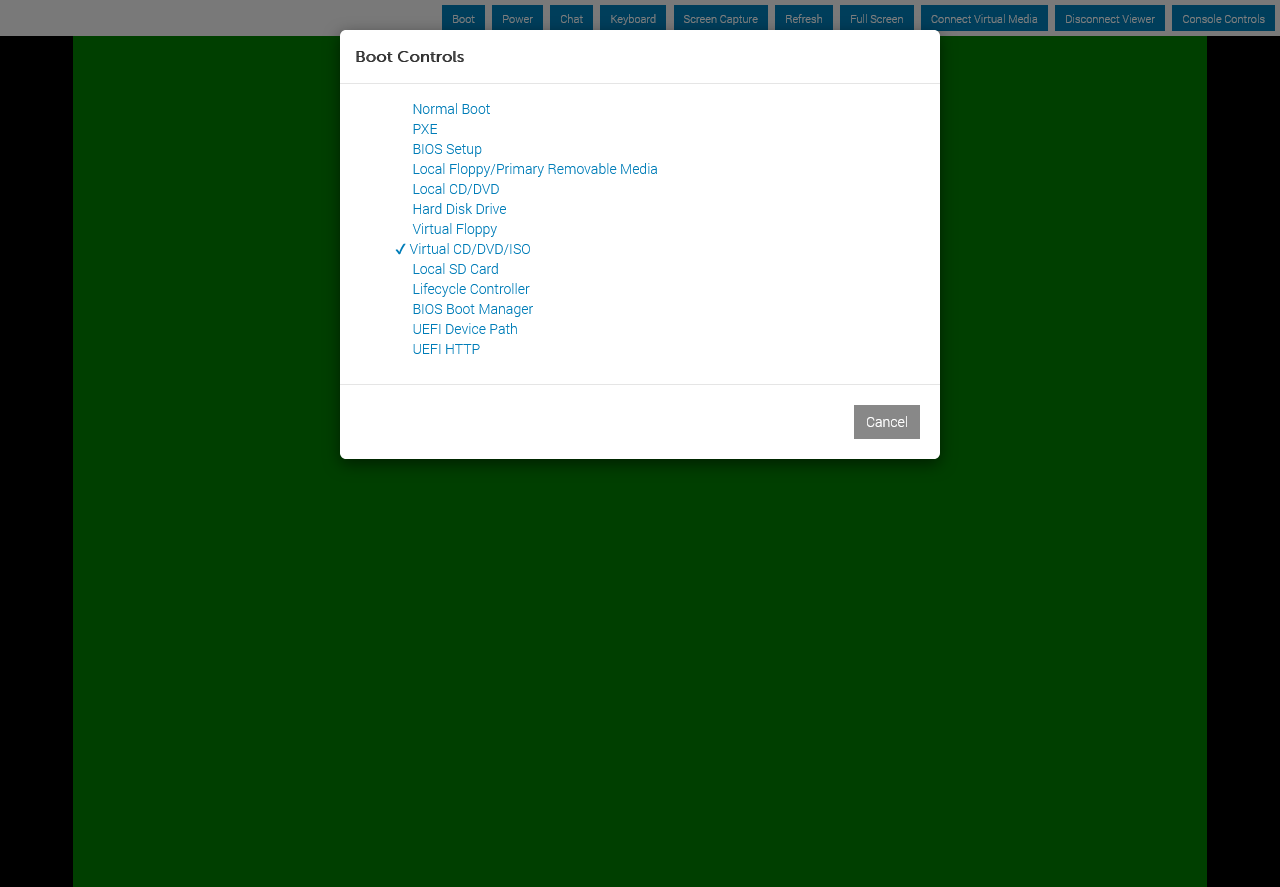 Boot Power Chat Keyboard Screen Capture Refresh Full Screen Connect Virtual Media Disconnect Viewer Console Controls
Boot Controls
Normal Boot
PXE
BIOS Setup
Local Floppy/Primary Removable Media
Local CD/DVD
Hard Disk Drive
Virtual Floppy
✓ Virtual CD/DVD/ISO
Local SD Card
Lifecycle Controller
BIOS Boot Manager
UEFI Device Path
UEFI HTTP
Cancel